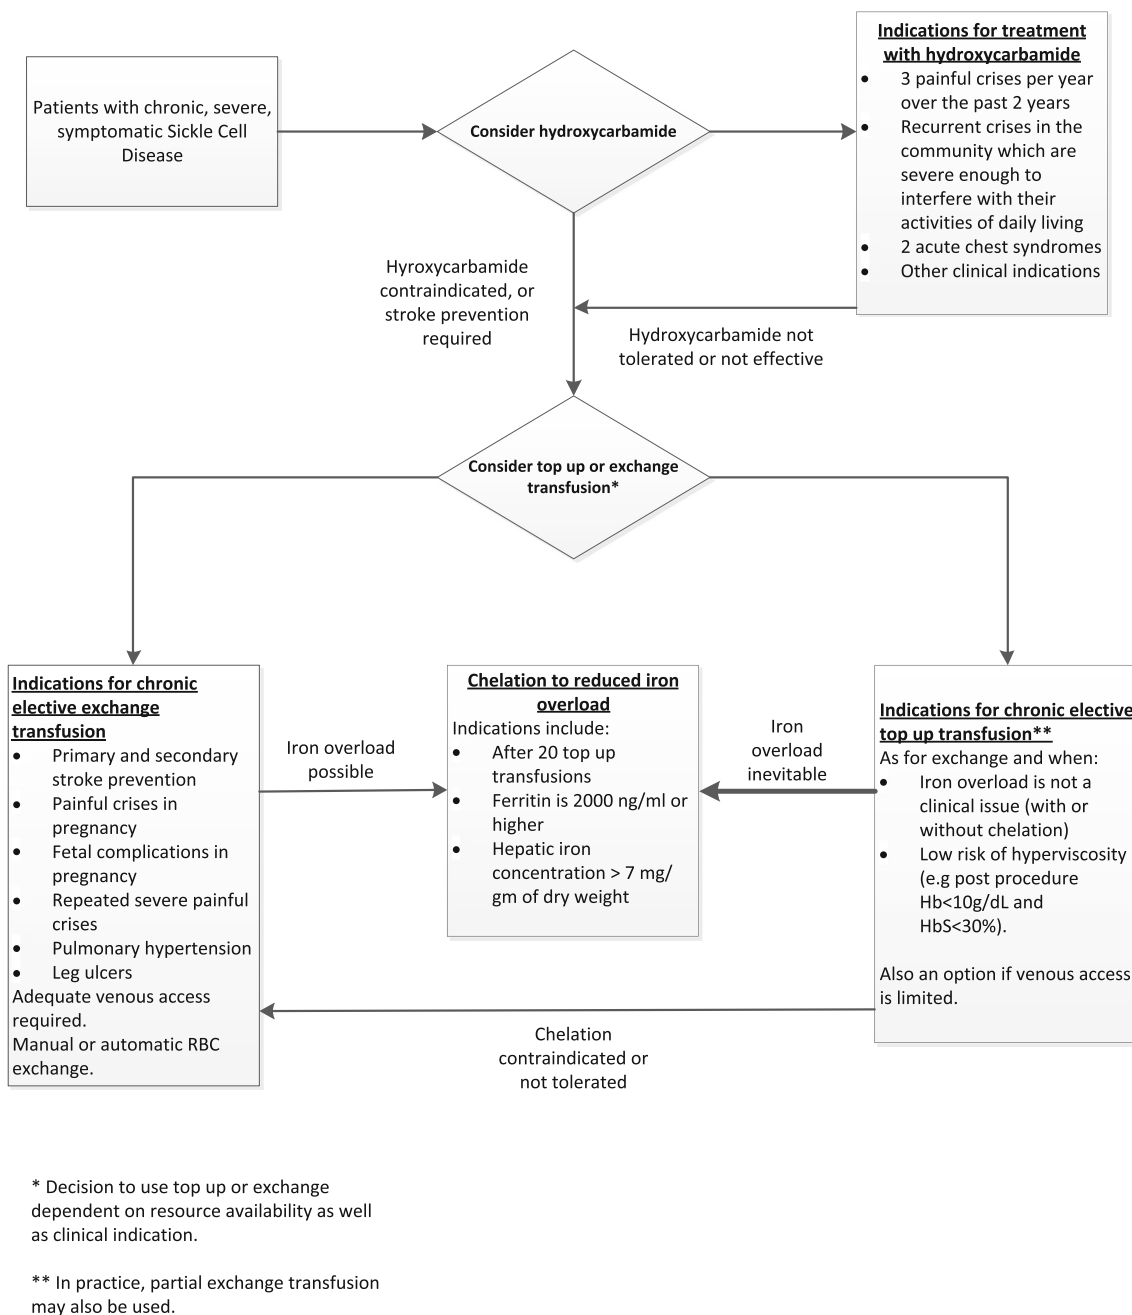 Patients with chronic, severe,
symptomatic Sickle Cell
Disease
Consider hydroxycarbamide
Indications for treatment
with hydroxycarbamide
• 3 painful crises per year
over the past 2 years
• Recurrent crises in the
community which are
severe enough to
interfere with their
activities of daily living
• 2 acute chest syndromes
• Other clinical indications
Hyroxycarbamide
contraindicated, or
stroke prevention
required
Hydroxycarbamide not
tolerated or not effective
Consider top up or exchange
transfusion*
Indications for chronic
elective exchange
transfusion
• Primary and secondary
stroke prevention
• Painful crises in
pregnancy
• Fetal complications in
pregnancy
• Repeated severe painful
crises
• Pulmonary hypertension
• Leg ulcers
Adequate venous access
required.
Manual or automatic RBC
exchange.
Iron overload
possible
Chelation to reduced iron
overload
Indications include:
• After 20 top up
transfusions
• Ferritin is 2000 ng/ml or
higher
• Hepatic iron
concentration > 7 mg/
gm of dry weight
Iron
overload
inevitable
Indications for chronic elective
top up transfusion**
As for exchange and when:
• Iron overload is not a
clinical issue (with or
without chelation)
• Low risk of hyperviscosity
(e.g post procedure
Hb<10g/dL and
HbS<30%).
Also an option if venous access
is limited.
Chelation
contraindicated or
not tolerated
* Decision to use top up or exchange
dependent on resource availability as well
as clinical indication.
** In practice, partial exchange transfusion
may also be used.